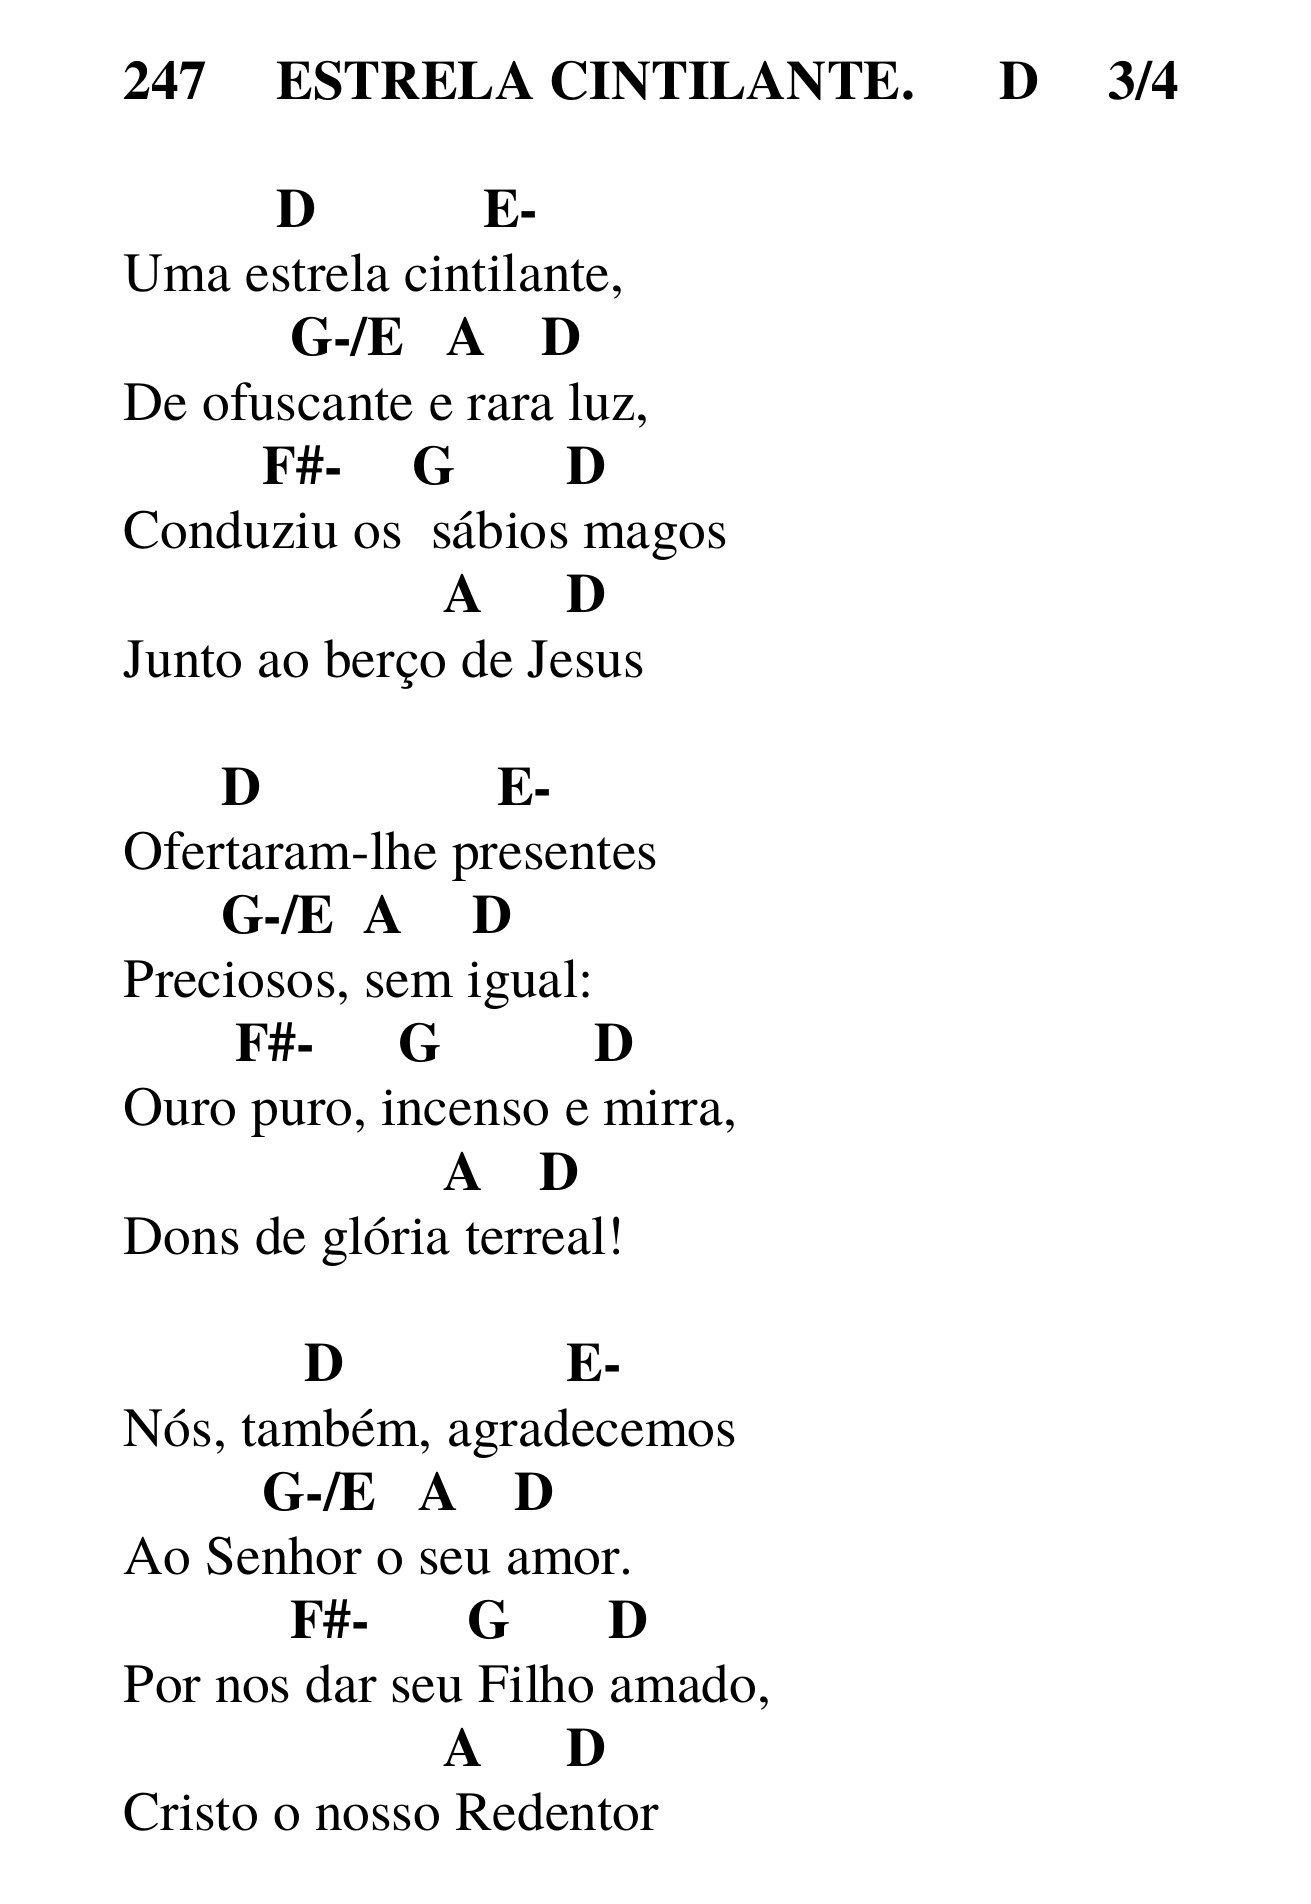 247 ESTRELA CINTILANTE. D 3/4
D E-
Uma estrela cintilante,
G-/E A D
De ofuscante e rara luz,
F#- G D
Conduziu os sábios magos
A D
Junto ao berço de Jesus
D E-
Ofertaram-lhe presentes
G-/E A D
Preciosos, sem igual:
F#- G D
Ouro puro, incenso e mirra,
A D
Dons de glória terreal!
D E-
Nós, também, agradecemos
G-/E A D
Ao Senhor o seu amor.
F#- G D
Por nos dar seu Filho amado,
A D
Cristo o nosso Redentor